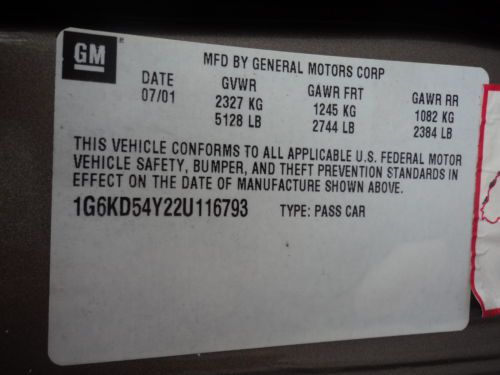 GM
MFD BY GENERAL MOTORS CORP
DATE GVWR GAWR FRT GAWR RR
07/01 2327 KG 1245 KG 1082 KG
5128 LB 2744 LB 2384 LB
THIS VEHICLE CONFORMS TO ALL APPLICABLE U.S. FEDERAL MOTOR
VEHICLE SAFETY, BUMPER, AND THEFT PREVENTION STANDARDS IN
EFFECT ON THE DATE OF MANUFACTURE SHOWN ABOVE.
1G6KD54Y22U116793 TYPE: PASS CAR